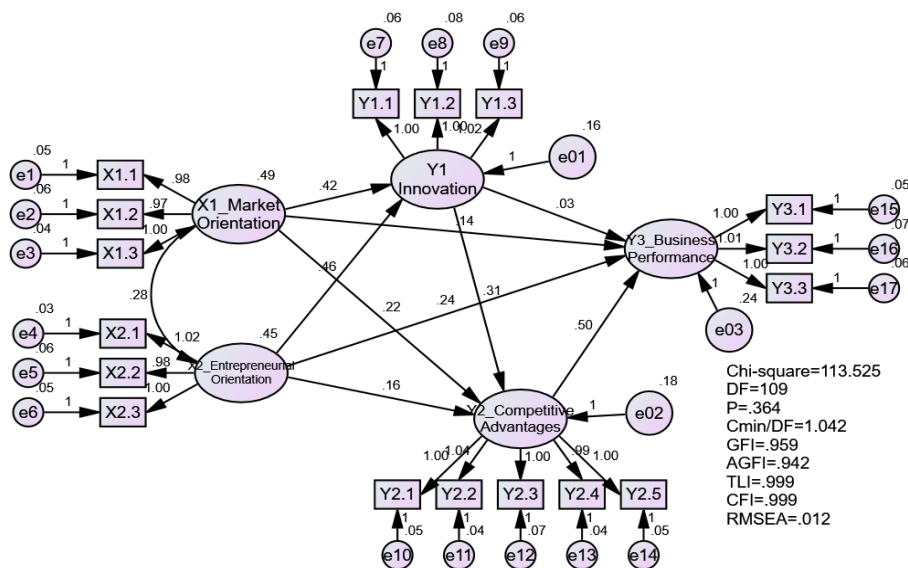 .06
.08
.06
e7
e8
e9
1
1
1
Y1.1
Y1.2
Y1.3
1.00
1.00
1.02
.16
e01
1
Y1
Innovation
.05
e1
1
X1.1
.98
.49
.42
.06
e2
1
X1.2
.97
X1_Market
Orientation
.04
e3
1
X1.3
1.00
.03
.14
.05
Y3.1
1
e15
1.00
.07
Y3_Business
Performance
1.01
Y3.2
1
e16
.06
1.00
Y3.3
1
e17
.46
.28
.22
.24
.31
1
.24
e03
.03
e4
1
X2.1
1.02
.45
.50
.06
e5
1
X2.2
.98
X2_Entrepreneurial
Orientation
.05
e6
1
X2.3
1.00
.16
.18
Y2_Competitive
Advantages
1
e02
1.00
1.04
1.00
.99
1.00
Y2.1
Y2.2
Y2.3
Y2.4
Y2.5
1
1
1
1
1
.05
.04
.07
.04
.05
e10
e11
e12
e13
e14
Chi-square=113.525
DF=109
P=.364
Cmin/DF=1.042
GFI=.959
AGFI=.942
TLI=.999
CFI=.999
RMSEA=.012